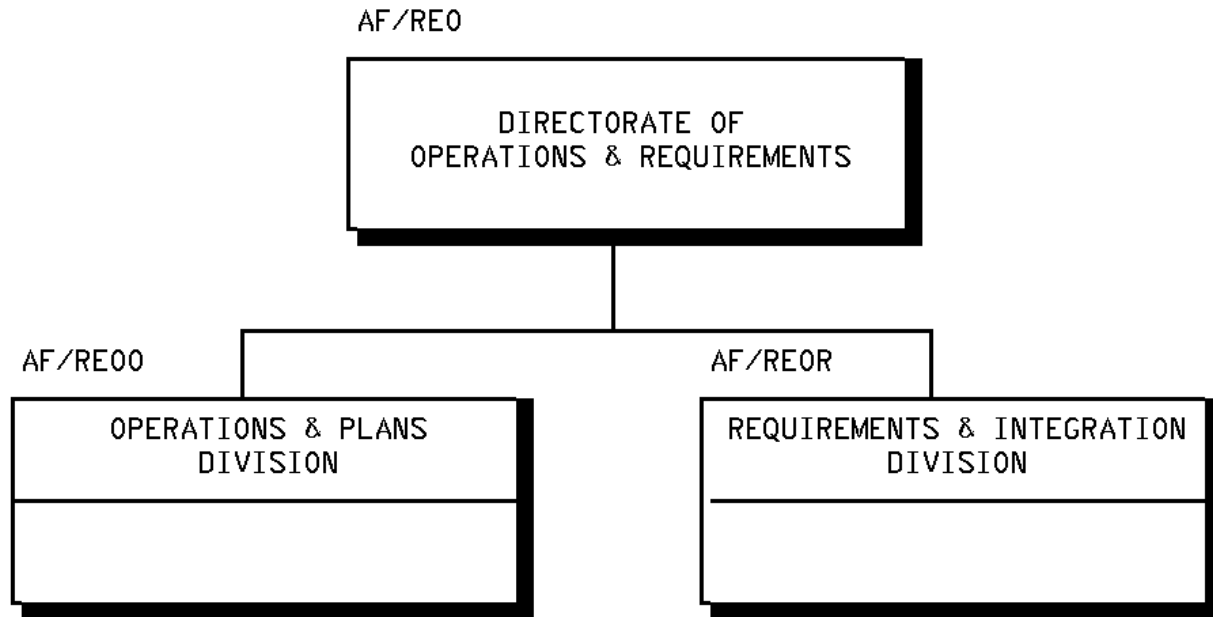 AF/REO
DIRECTORATE OF
OPERATIONS & REQUIREMENTS
AF/REOO
AF/REOR
OPERATIONS & PLANS
DIVISION
REQUIREMENTS & INTEGRATION
DIVISION